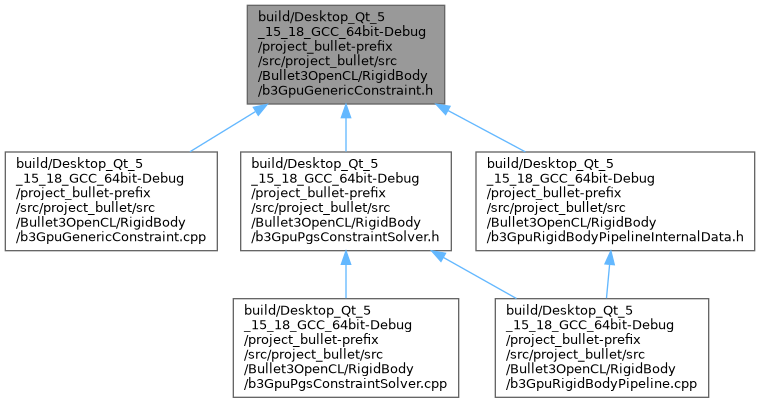 build/Desktop_Qt_5
_15_18_GCC_64bit-Debug
/project_bullet-prefix
/src/project_bullet/src
/Bullet3OpenCL/RigidBody
/b3GpuGenericConstraint.h
build/Desktop_Qt_5
_15_18_GCC_64bit-Debug
/project_bullet-prefix
/src/project_bullet/src
/Bullet3OpenCL/RigidBody
/b3GpuGenericConstraint.cpp
build/Desktop_Qt_5
_15_18_GCC_64bit-Debug
/project_bullet-prefix
/src/project_bullet/src
/Bullet3OpenCL/RigidBody
/b3GpuPgsConstraintSolver.h
build/Desktop_Qt_5
_15_18_GCC_64bit-Debug
/project_bullet-prefix
/src/project_bullet/src
/Bullet3OpenCL/RigidBody
/b3GpuRigidBodyPipelineInternalData.h
build/Desktop_Qt_5
_15_18_GCC_64bit-Debug
/project_bullet-prefix
/src/project_bullet/src
/Bullet3OpenCL/RigidBody
/b3GpuPgsConstraintSolver.cpp
build/Desktop_Qt_5
_15_18_GCC_64bit-Debug
/project_bullet-prefix
/src/project_bullet/src
/Bullet3OpenCL/RigidBody
/b3GpuRigidBodyPipeline.cpp